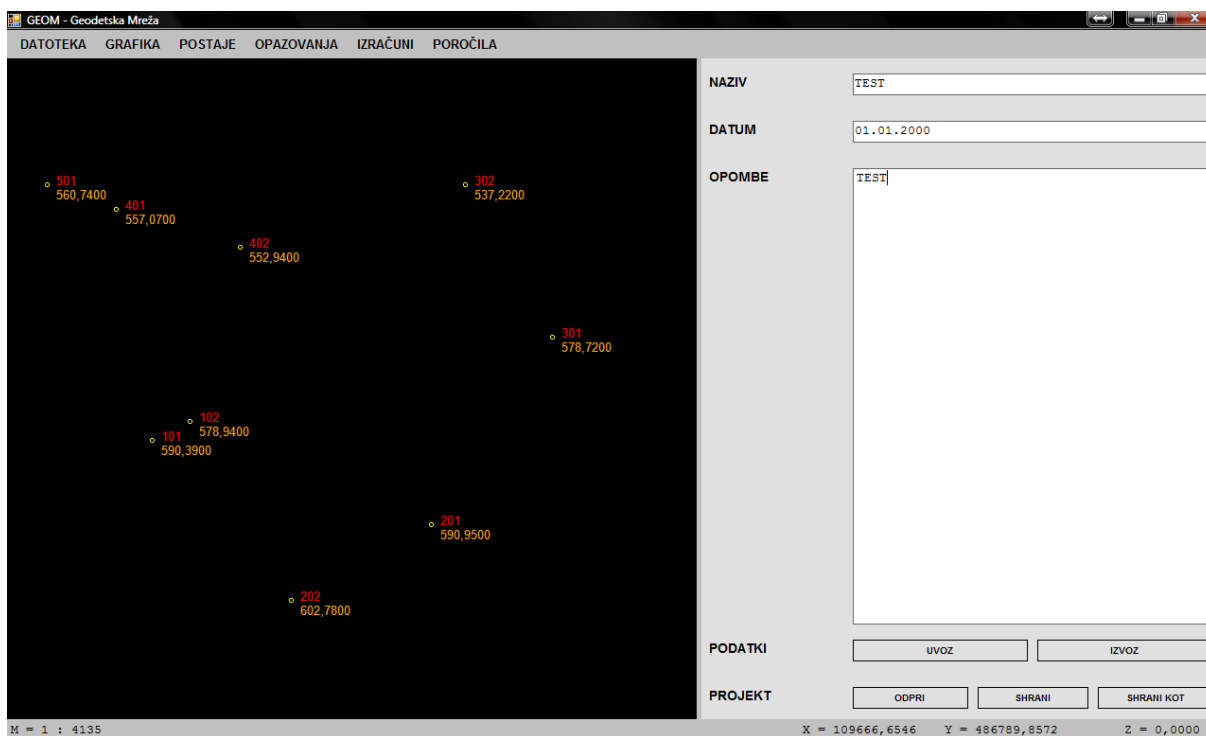 GEOM - Geodetska Mreža
DATOTEKA GRAFIKA POSTAJE OPAZOVANJA IZRAČUNI POROČILA
501
560,7400
401
557,0700
402
552,9400
302
537,2200
301
578,7200
102
578,9400
101
590,3900
201
590,9500
202
602,7800
NAZIV TEST
DATUM 01.01.2000
OPOMBE TEST
PODATKI UVOZ IZVOZ
PROJEKT ODPRI SHRANI SHRANI KOT
M = 1 : 4135 X = 109666,6546 Y = 486789,8572 Z = 0,0000